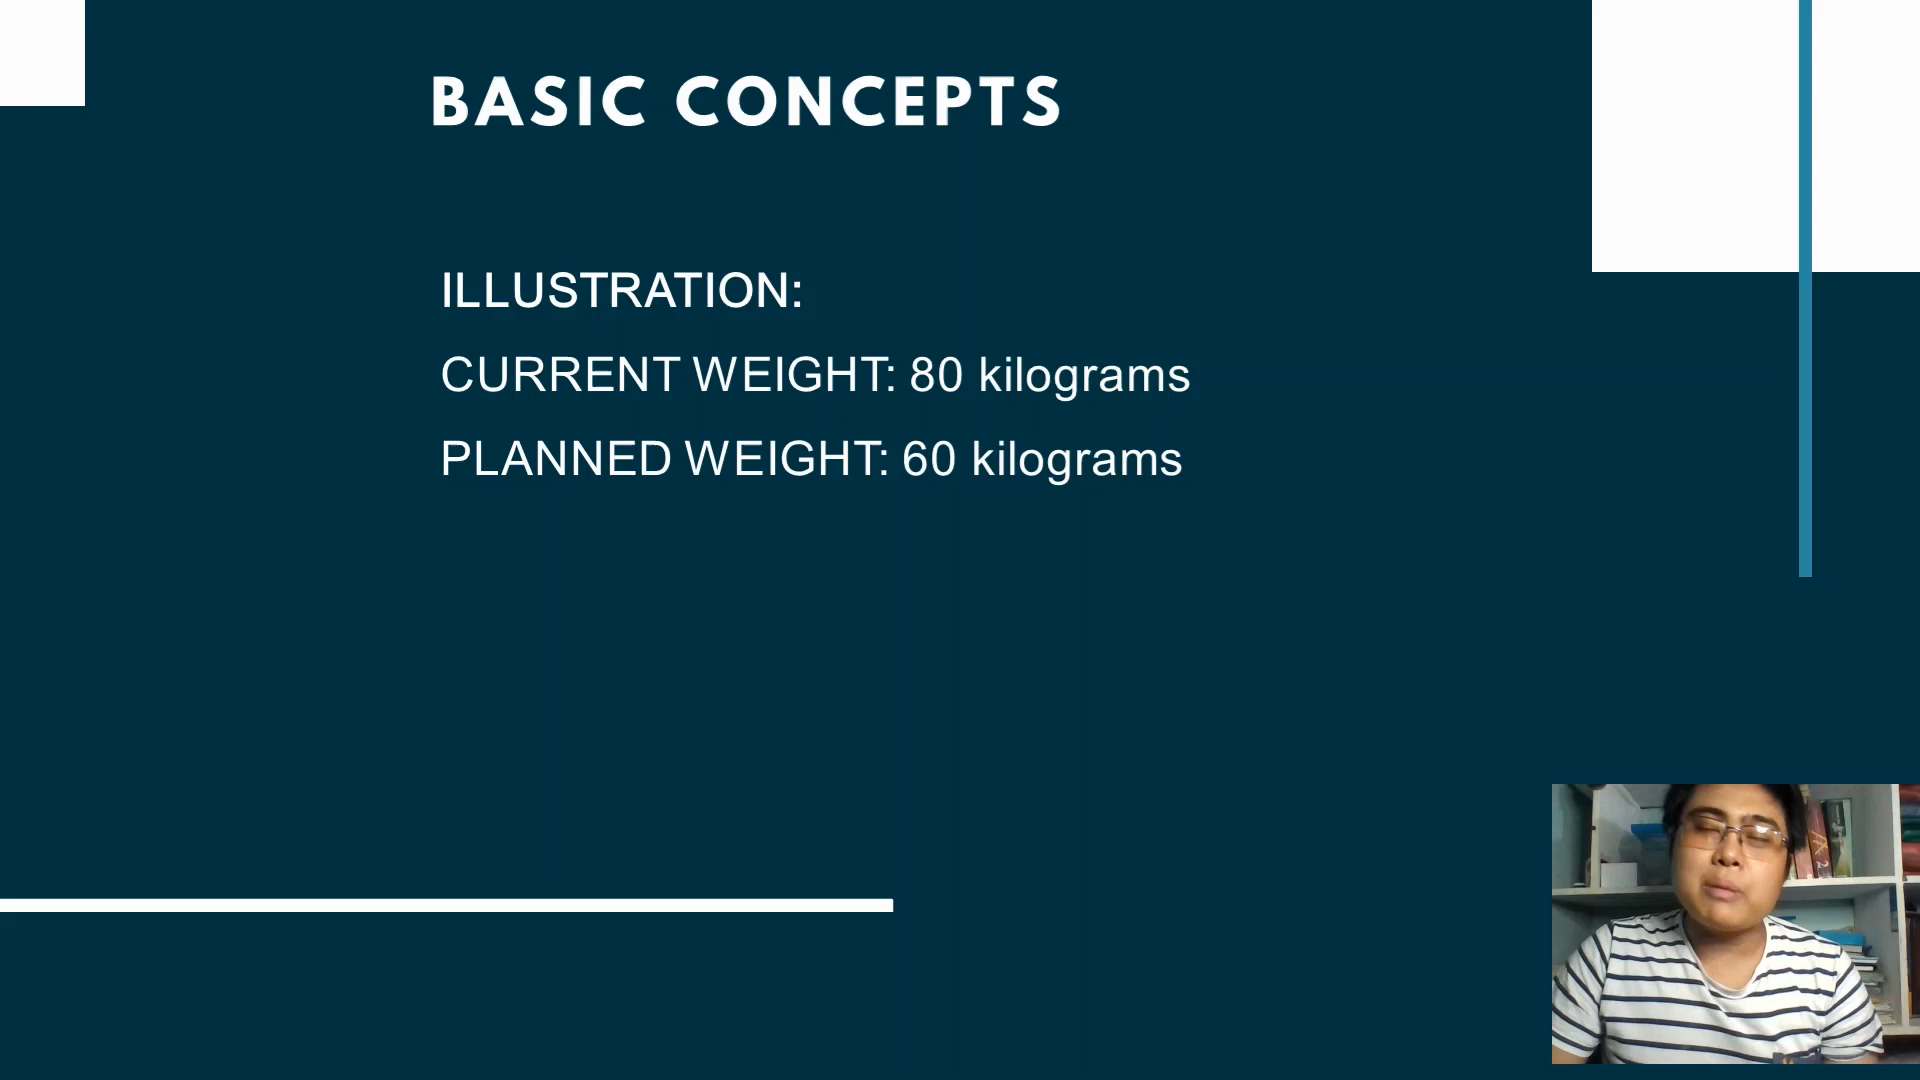 BASIC CONCEPTS
ILLUSTRATION:
CURRENT WEIGHT: 80 kilograms
PLANNED WEIGHT: 60 kilograms